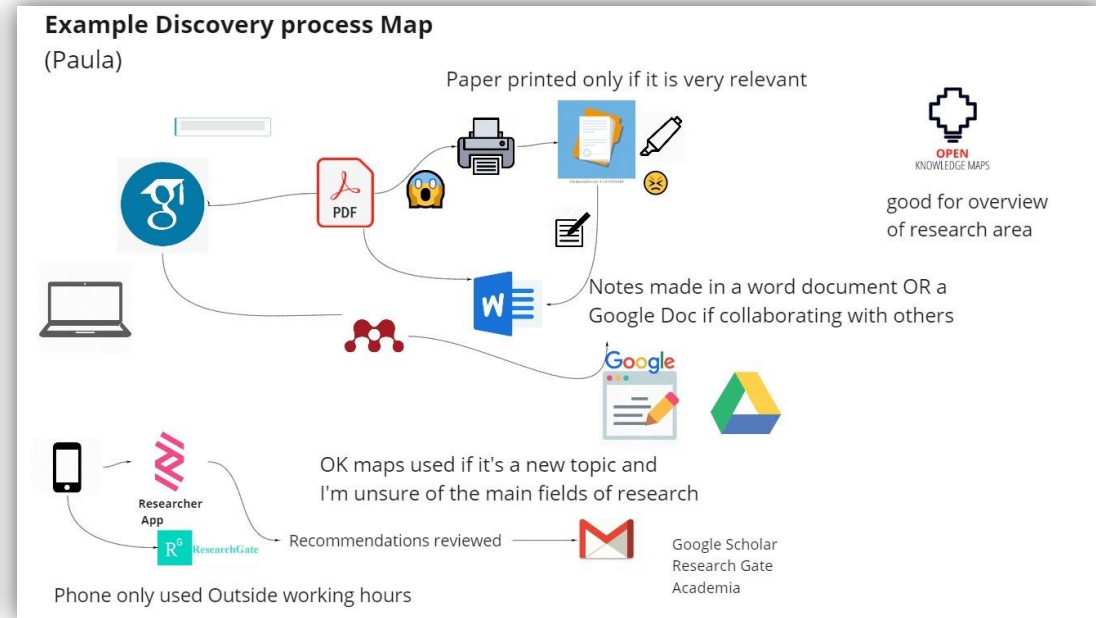 Example Discovery process Map
(Paula)
Paper printed only if it is very relevant
OPEN
KNOWLEDGE MAPS
good for overview
of research area
g
PDF
W
Notes made in a word document OR a
Google Doc if collaborating with others
Google
OK maps used if it's a new topic and
I'm unsure of the main fields of research
Researcher
App
RG ResearchGate
Recommendations reviewed
Google Scholar
Research Gate
Academia
Phone only used Outside working hours